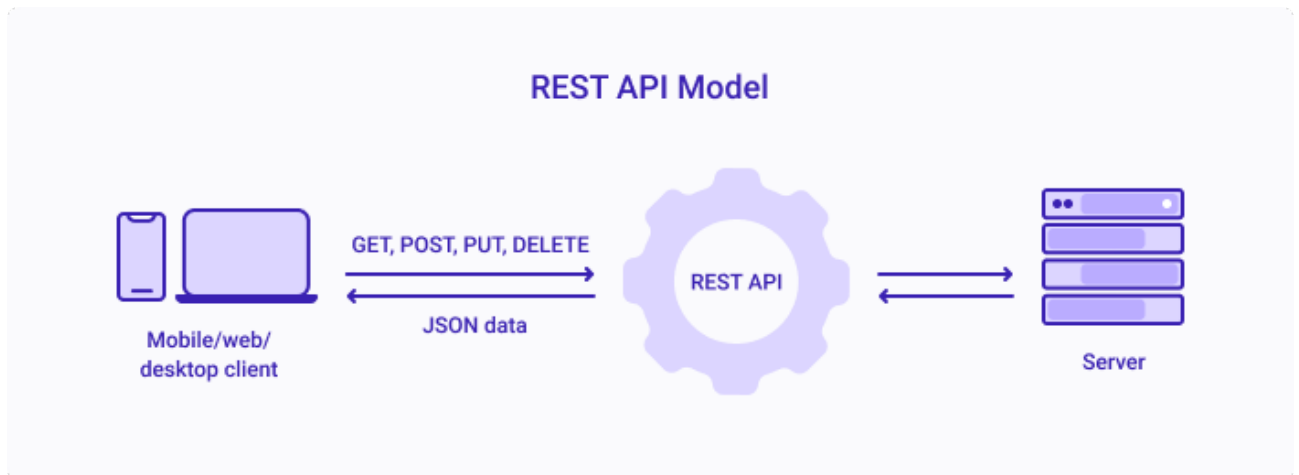 REST API Model
GET, POST, PUT, DELETE
REST API
JSON data
Mobile/web/
desktop client
Server